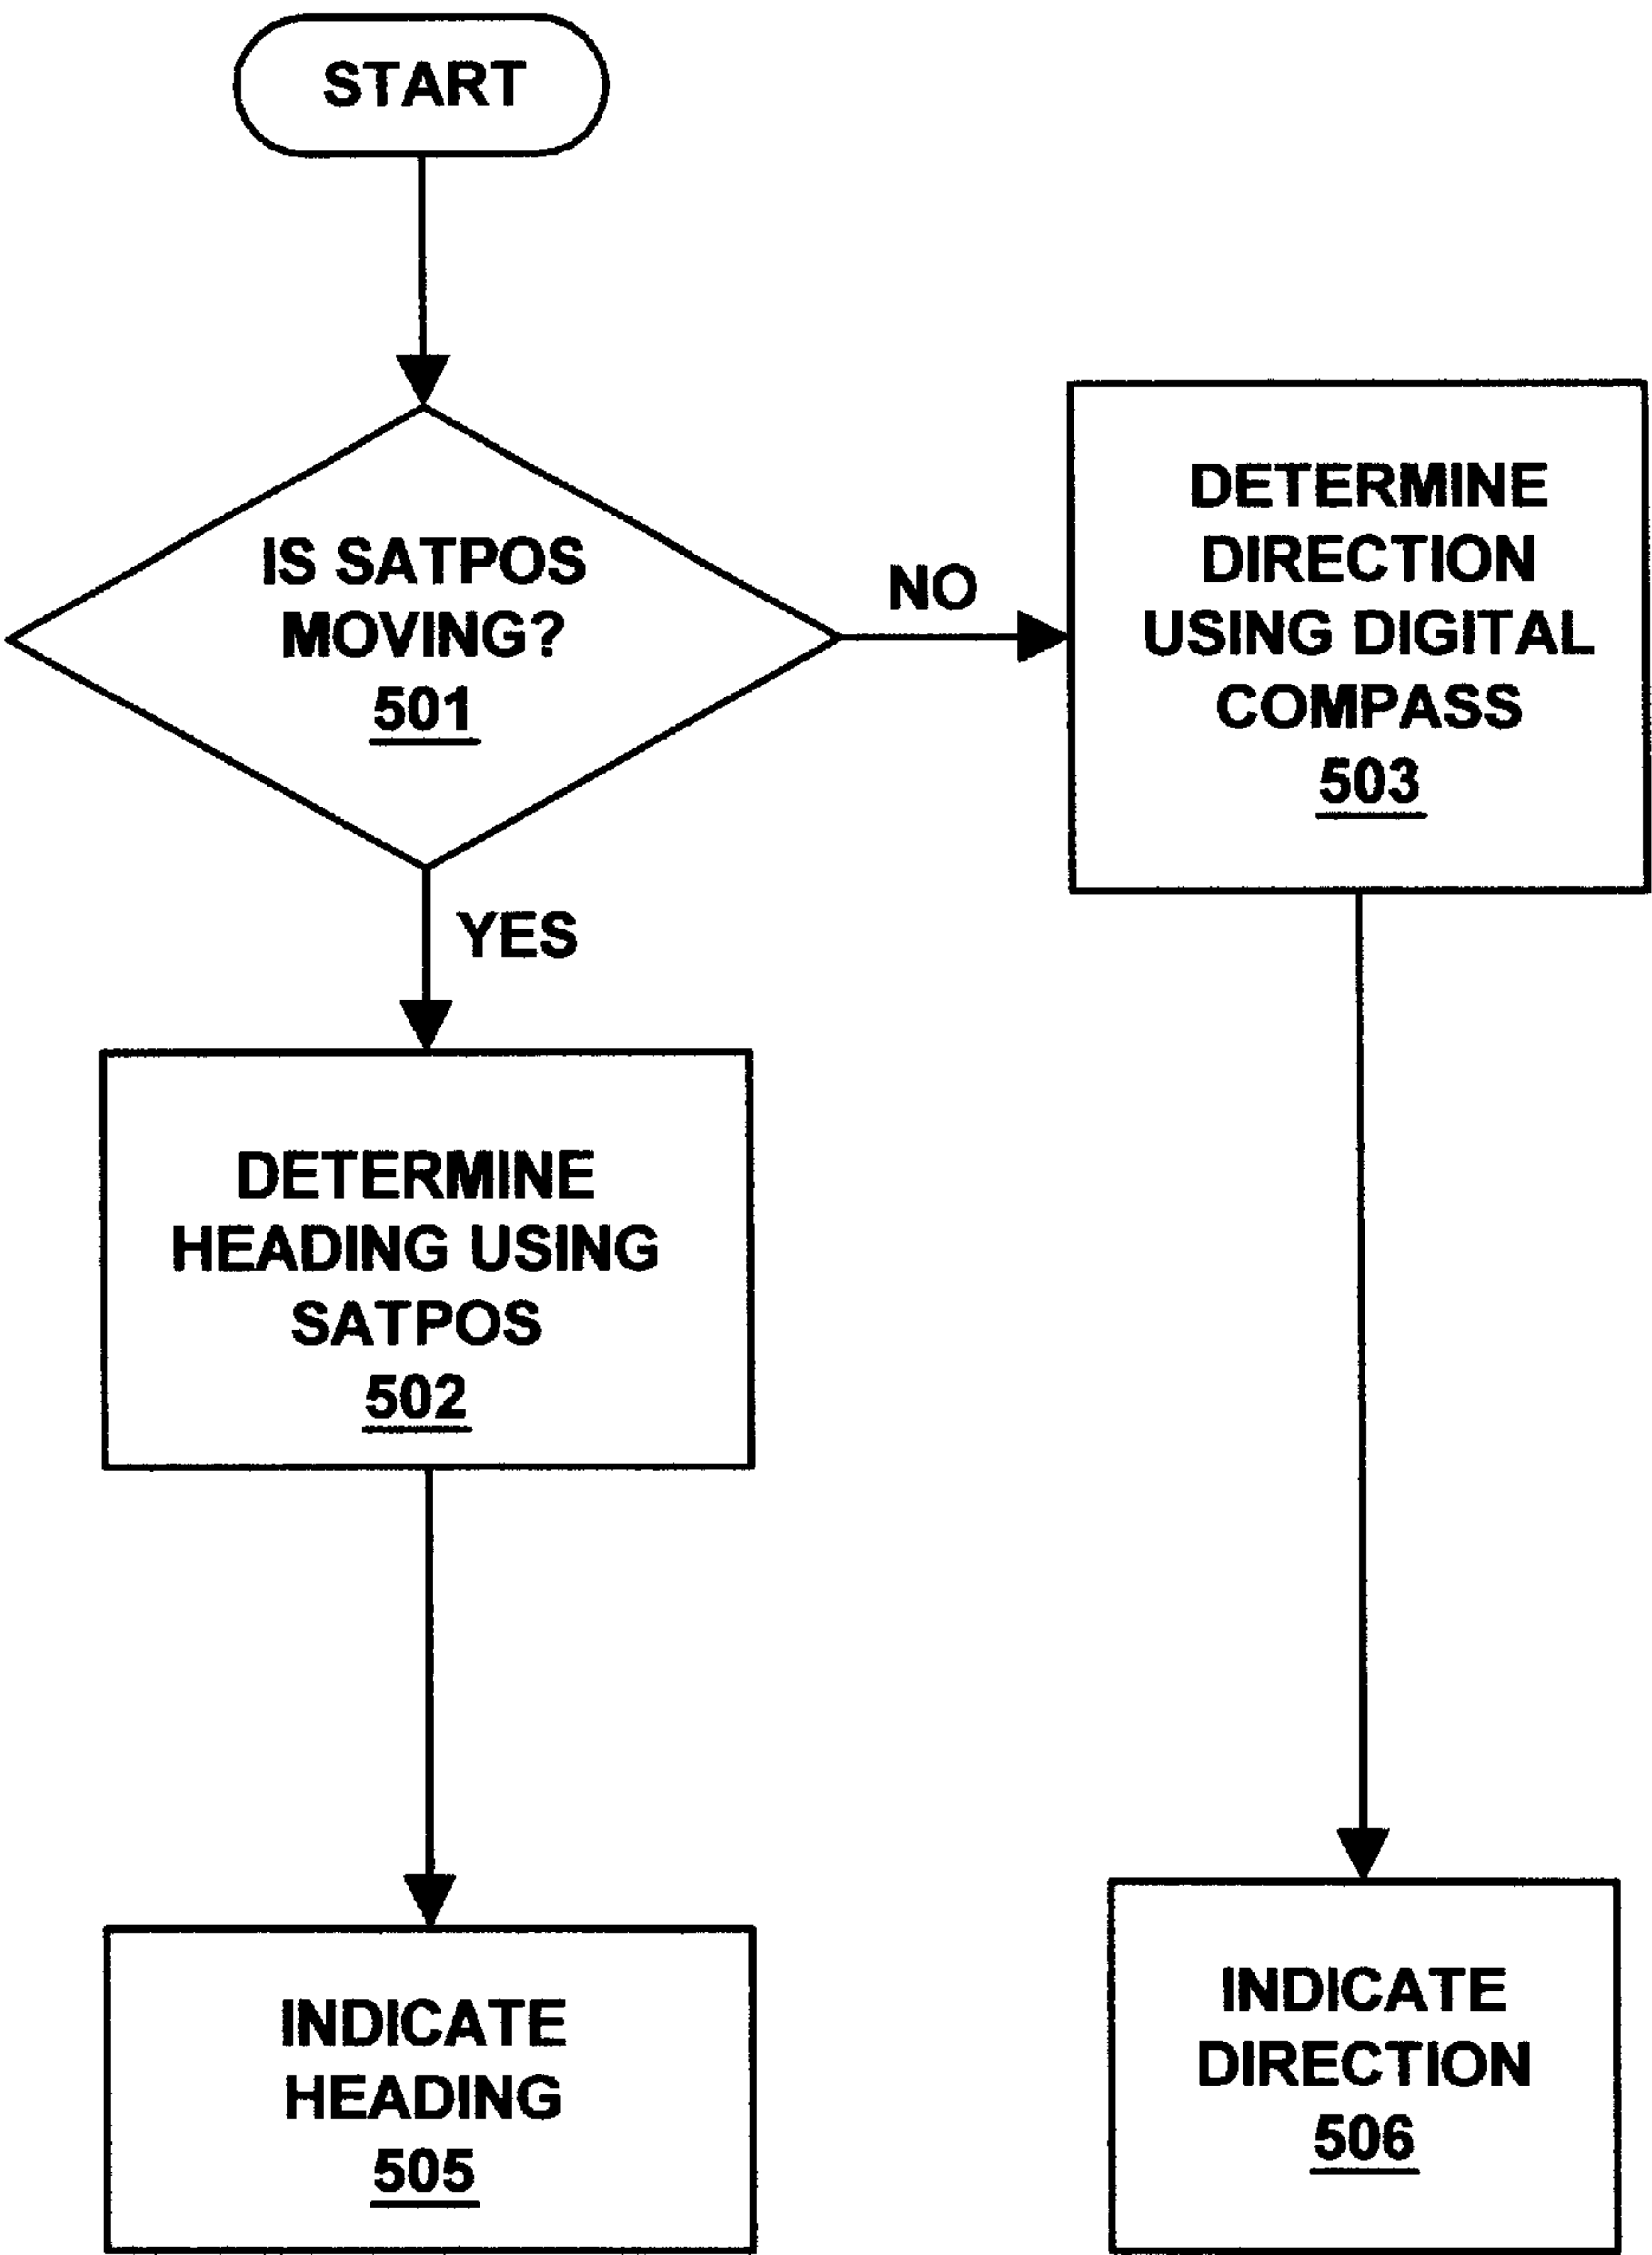 START
IS SATPOS
MOVING?
501
NO
DETERMINE
DIRECTION
USING DIGITAL
COMPASS
503
YES
DETERMINE
HEADING USING
SATPOS
502
INDICATE
HEADING
505
INDICATE
DIRECTION
506